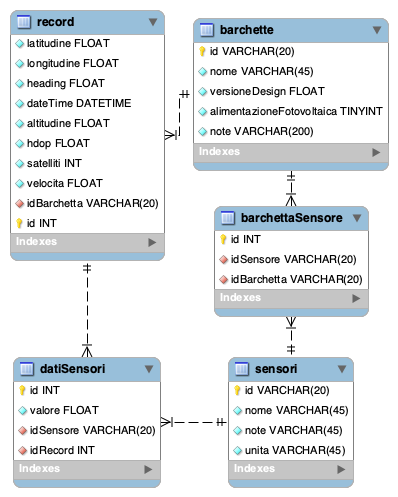 record
latitudine FLOAT
longitudine FLOAT
heading FLOAT
dateTime DATETIME
altitudine FLOAT
hdop FLOAT
satelliti INT
velocita FLOAT
idBarchetta VARCHAR(20)
id INT
Indexes
barchette
id VARCHAR(20)
nome VARCHAR(45)
versioneDesign FLOAT
alimentazioneFotovoltaica TINYINT
note VARCHAR(200)
Indexes
barchettaSensore
id INT
idSensore VARCHAR(20)
idBarchetta VARCHAR(20)
Indexes
datiSensori
id INT
valore FLOAT
idSensore VARCHAR(20)
idRecord INT
Indexes
sensori
id VARCHAR(20)
nome VARCHAR(45)
note VARCHAR(45)
unita VARCHAR(45)
Indexes